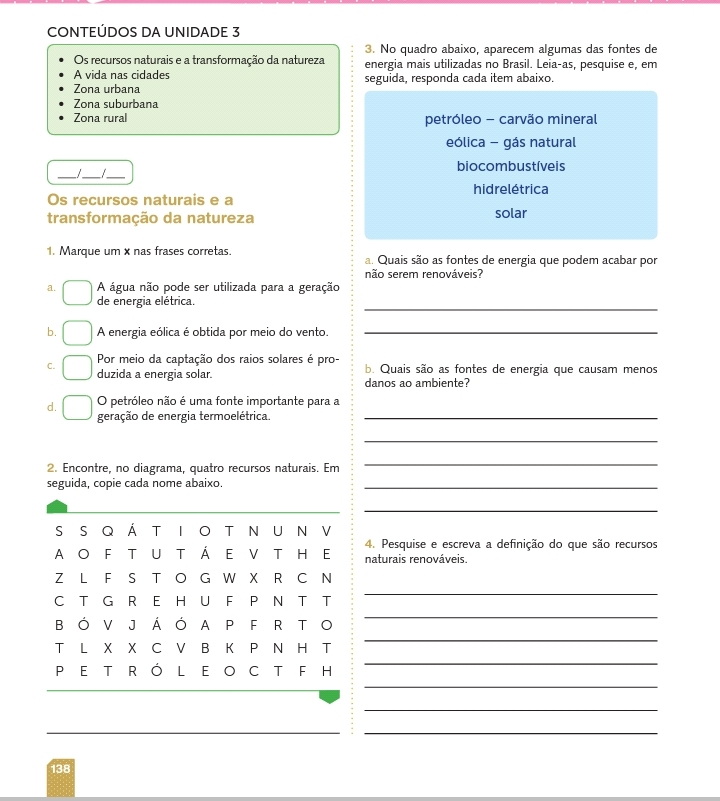 CONTEÚDOS DA UNIDADE 3
• Os recursos naturais e a transformação da natureza
• A vida nas cidades
• Zona urbana
• Zona suburbana
• Zona rural
___/___/___
Os recursos naturais e a
transformação da natureza
1. Marque um x nas frases corretas.
a. A água não pode ser utilizada para a geração
de energia elétrica.
b. A energia eólica é obtida por meio do vento.
c. Por meio da captação dos raios solares é pro-
duzida a energia solar.
d. O petróleo não é uma fonte importante para a
geração de energia termoelétrica.
2. Encontre, no diagrama, quatro recursos naturais. Em
seguida, copie cada nome abaixo.
S S Q Á T I O T N U N V
A O F T U T Á E V T H E
Z L F S T O G W X R C N
C T G R E H U F P N T T
B Ó V J Á Ó A P F R T O
T L X X C V B K P N H T
P E T R Ó L E O C T F H
3. No quadro abaixo, aparecem algumas das fontes de
energia mais utilizadas no Brasil. Leia-as, pesquise e, em
seguida, responda cada item abaixo.
petróleo – carvão mineral
eólica – gás natural
biocombustíveis
hidrelétrica
solar
a. Quais são as fontes de energia que podem acabar por
não serem renováveis?
b. Quais são as fontes de energia que causam menos
danos ao ambiente?
4. Pesquise e escreva a definição do que são recursos
naturais renováveis.
138